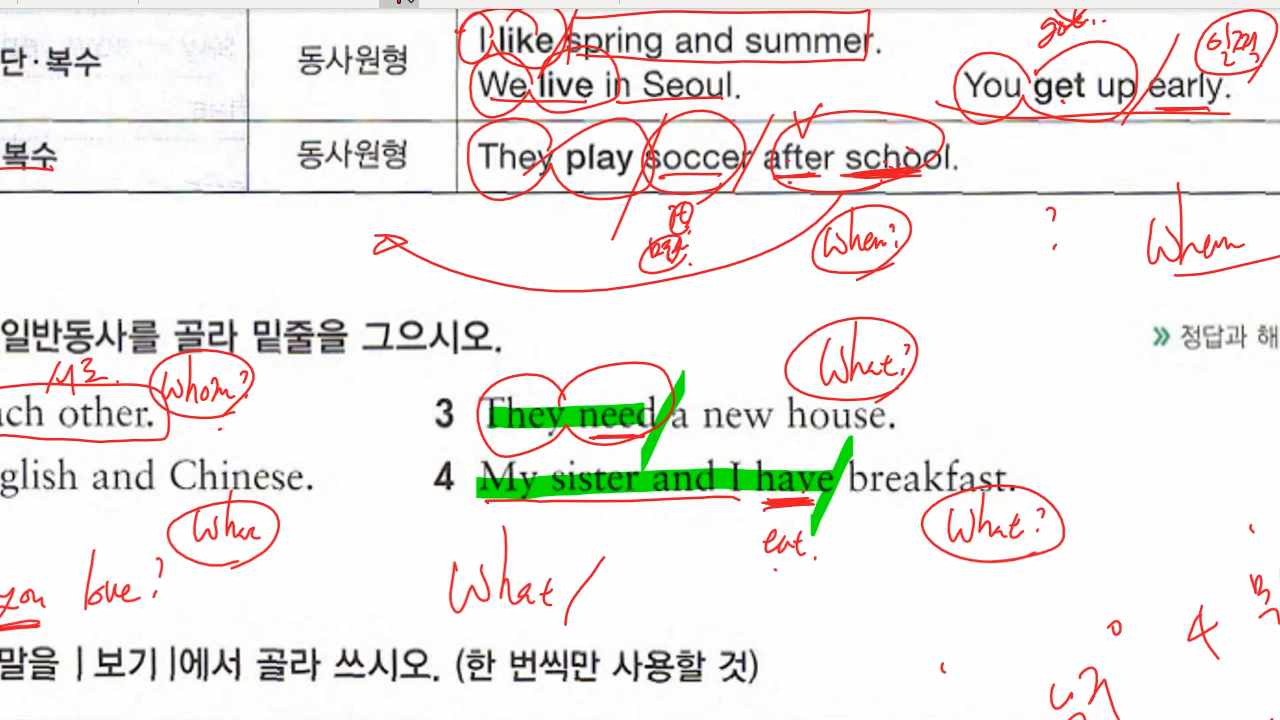 got..
단·복수 동사원형 I like spring and summer.
We live in Seoul. You get up early.
복수 동사원형 They play soccer after school.
When? ? When
일반동사를 골라 밑줄을 그으시오. » 정답과 해
서로. Whom? What?
ach other. 3 They need a new house.
glish and Chinese. 4 My sister and I have breakfast.
What What?
eat.
you love? What /
4
말을 | 보기 |에서 골라 쓰시오. (한 번씩만 사용할 것)